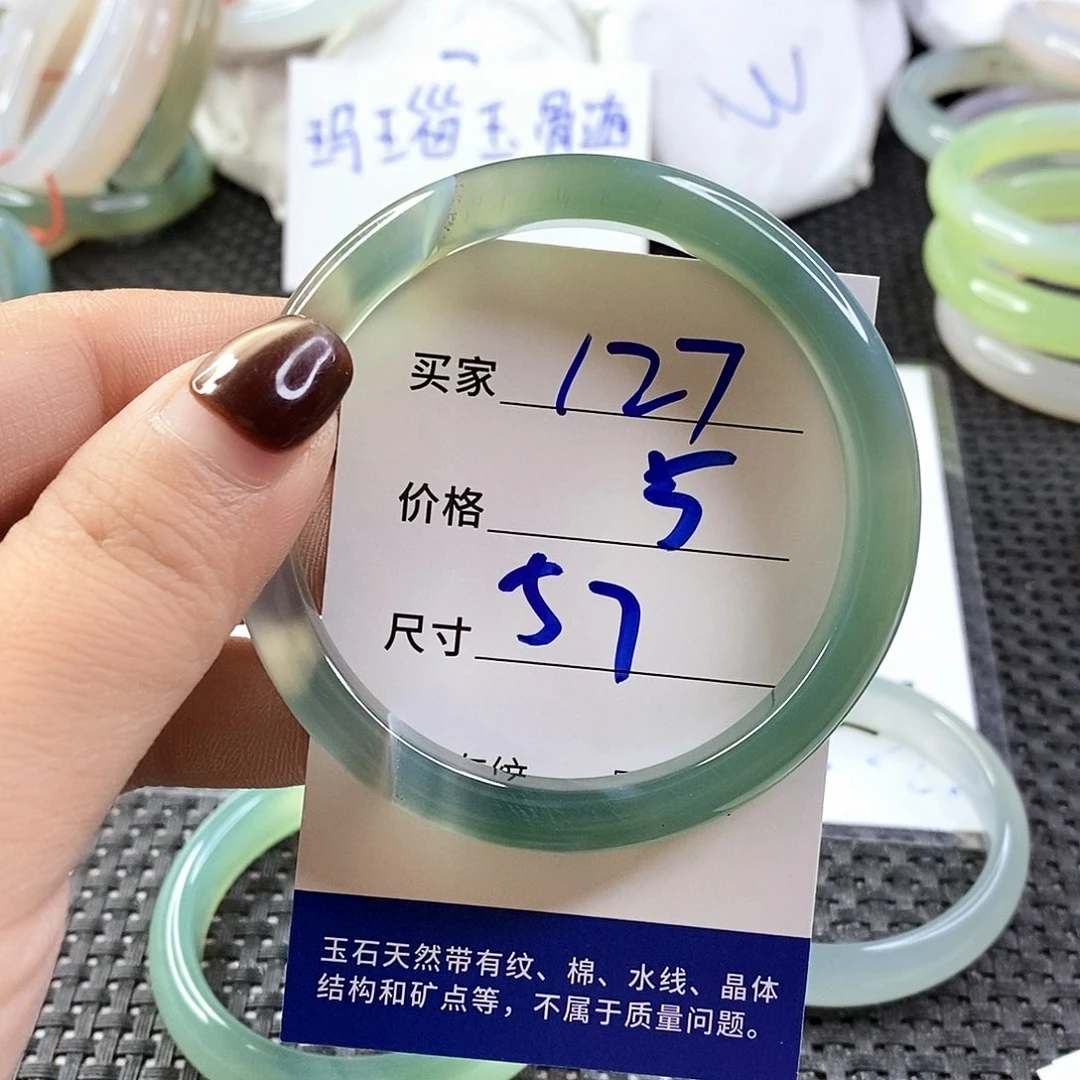 玛瑙玉骨髓
买家 127
价格 5
尺寸 57
玉石天然带有纹、棉、水线、晶体
结构和矿点等，不属于质量问题。